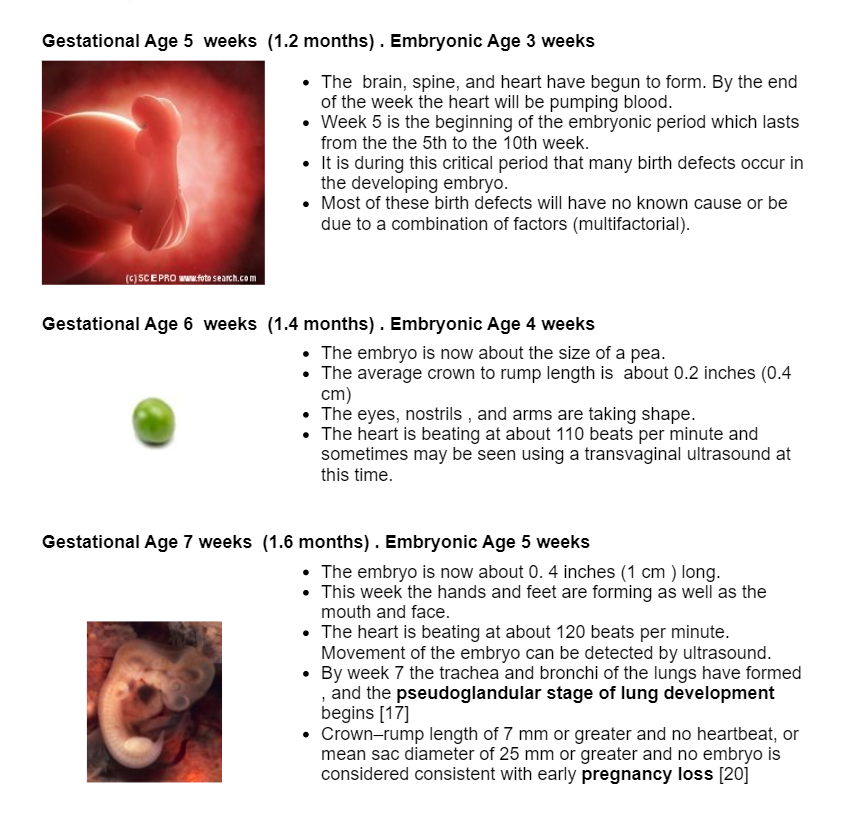 Gestational Age 5 weeks (1.2 months) . Embryonic Age 3 weeks
(c) SCEPRO www.fotosearch.com
The brain, spine, and heart have begun to form. By the end
of the week the heart will be pumping blood.
Week 5 is the beginning of the embryonic period which lasts
from the the 5th to the 10th week.
It is during this critical period that many birth defects occur in
the developing embryo.
Most of these birth defects will have no known cause or be
due to a combination of factors (multifactorial).
Gestational Age 6 weeks (1.4 months) . Embryonic Age 4 weeks
The embryo is now about the size of a pea.
The average crown to rump length is about 0.2 inches (0.4
cm)
The eyes, nostrils , and arms are taking shape.
The heart is beating at about 110 beats per minute and
sometimes may be seen using a transvaginal ultrasound at
this time.
Gestational Age 7 weeks (1.6 months) . Embryonic Age 5 weeks
The embryo is now about 0. 4 inches (1 cm ) long.
This week the hands and feet are forming as well as the
mouth and face.
The heart is beating at about 120 beats per minute.
Movement of the embryo can be detected by ultrasound.
By week 7 the trachea and bronchi of the lungs have formed
, and the pseudoglandular stage of lung development
begins [17]
Crown–rump length of 7 mm or greater and no heartbeat, or
mean sac diameter of 25 mm or greater and no embryo is
considered consistent with early pregnancy loss [20]